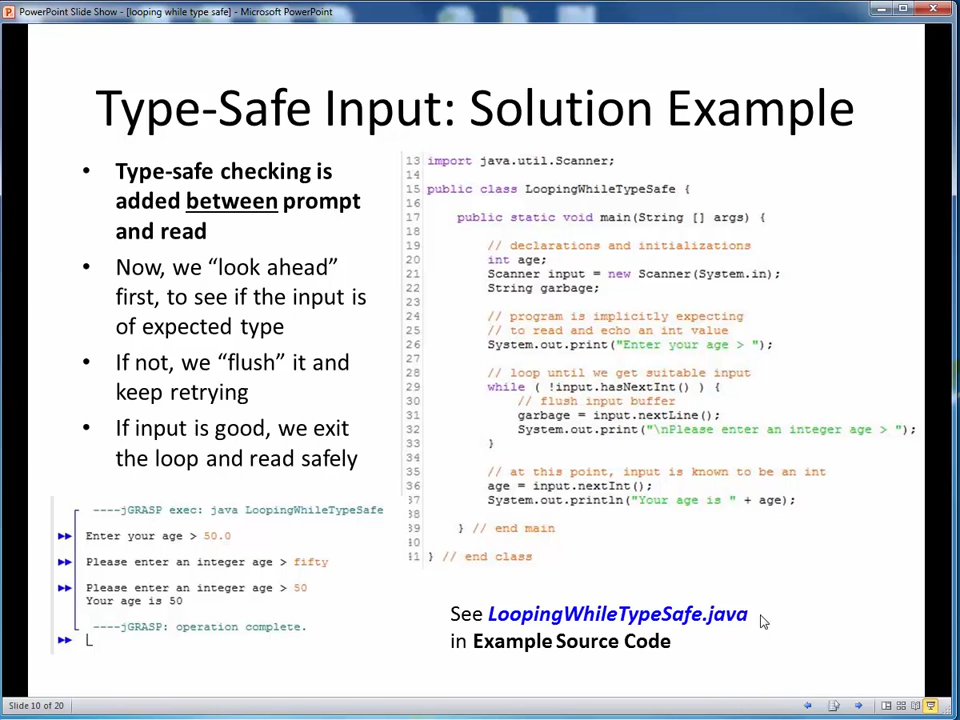 PowerPoint Slide Show - [looping while type safe] - Microsoft PowerPoint
Type-Safe Input: Solution Example
• Type-safe checking is
added between prompt
and read
• Now, we “look ahead”
first, to see if the input is
of expected type
• If not, we “flush” it and
keep retrying
• If input is good, we exit
the loop and read safely
13 import java.util.Scanner;
14
15 public class LoopingWhileTypeSafe {
16
17 public static void main(String [] args) {
18
19 // declarations and initializations
20 int age;
21 Scanner input = new Scanner(System.in);
22 String garbage;
23
24 // program is implicitly expecting
25 // to read and echo an int value
26 System.out.print("Enter your age > ");
27
28 // loop until we get suitable input
29 while ( !input.hasNextInt() ) {
30 // flush input buffer
31 garbage = input.nextLine();
32 System.out.print("\nPlease enter an integer age > ");
33 }
34
35 // at this point, input is known to be an int
36 age = input.nextInt();
37 System.out.println("Your age is " + age);
38
39 } // end main
40
41 } // end class
----jGRASP exec: java LoopingWhileTypeSafe
Enter your age > 50.0
Please enter an integer age > fifty
Please enter an integer age > 50
Your age is 50
----jGRASP: operation complete.
See LoopingWhileTypeSafe.java
in Example Source Code
Slide 10 of 20